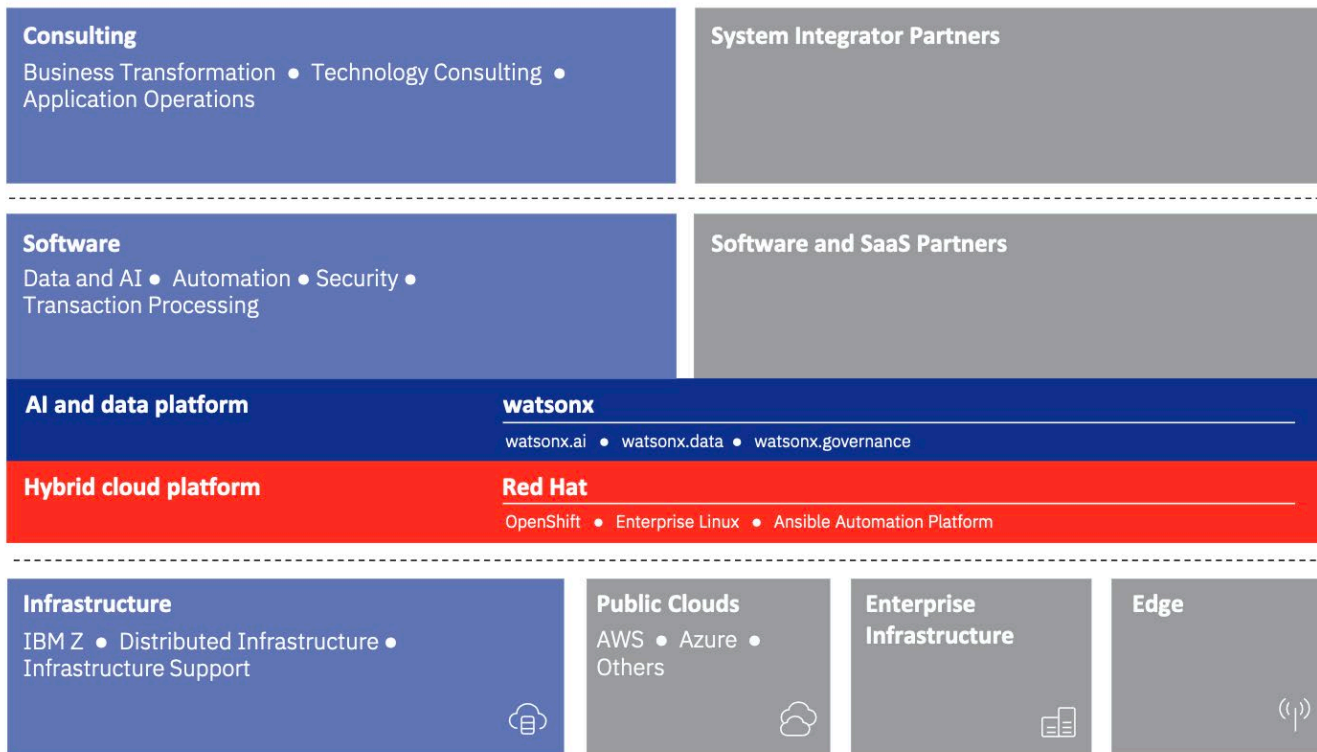 Consulting
Business Transformation ● Technology Consulting ●
Application Operations
System Integrator Partners
Software
Data and AI ● Automation ● Security ●
Transaction Processing
Software and SaaS Partners
AI and data platform
watsonx
watsonx.ai ● watsonx.data ● watsonx.governance
Hybrid cloud platform
Red Hat
OpenShift ● Enterprise Linux ● Ansible Automation Platform
Infrastructure
IBM Z ● Distributed Infrastructure ●
Infrastructure Support
Public Clouds
AWS ● Azure ●
Others
Enterprise
Infrastructure
Edge